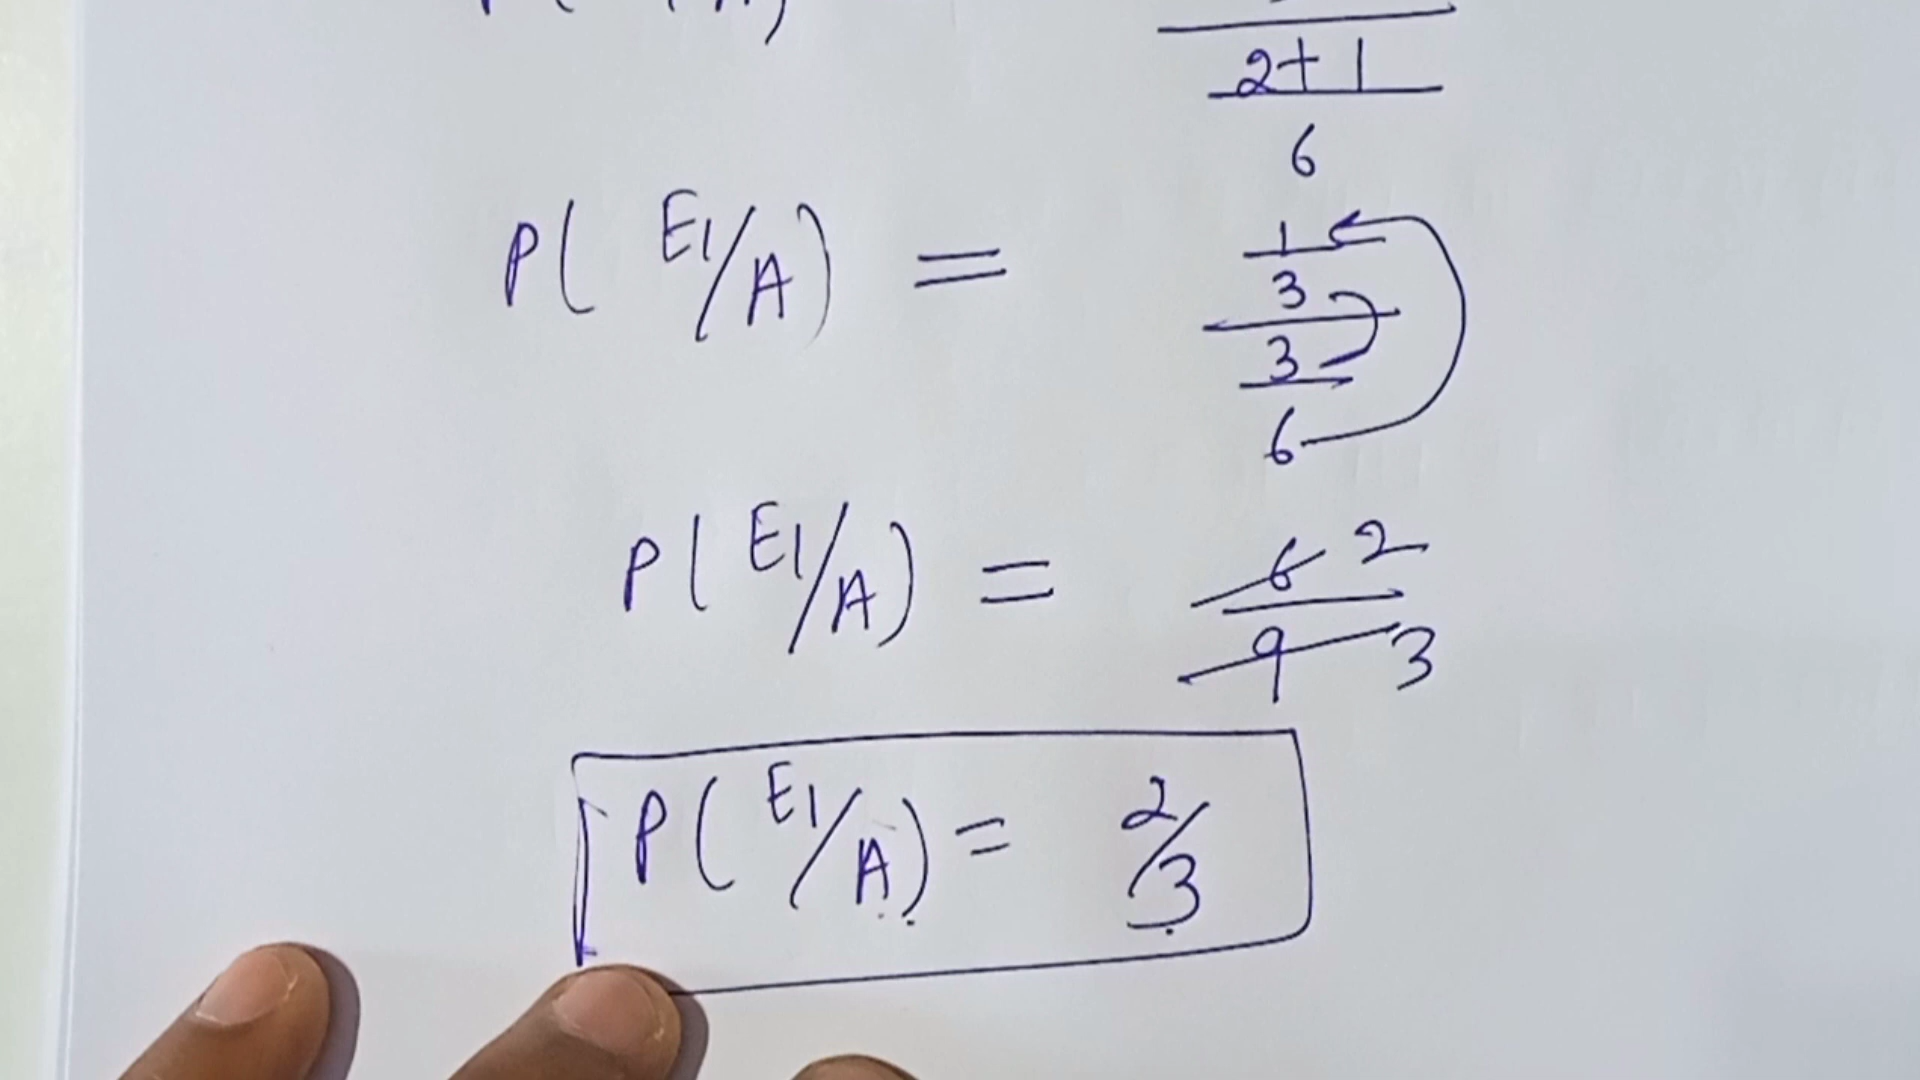 2+1
6
P(E1/A) = 1
3
3
6
P(E1/A) = 6 2
9 3
P(E1/A) = 2/3